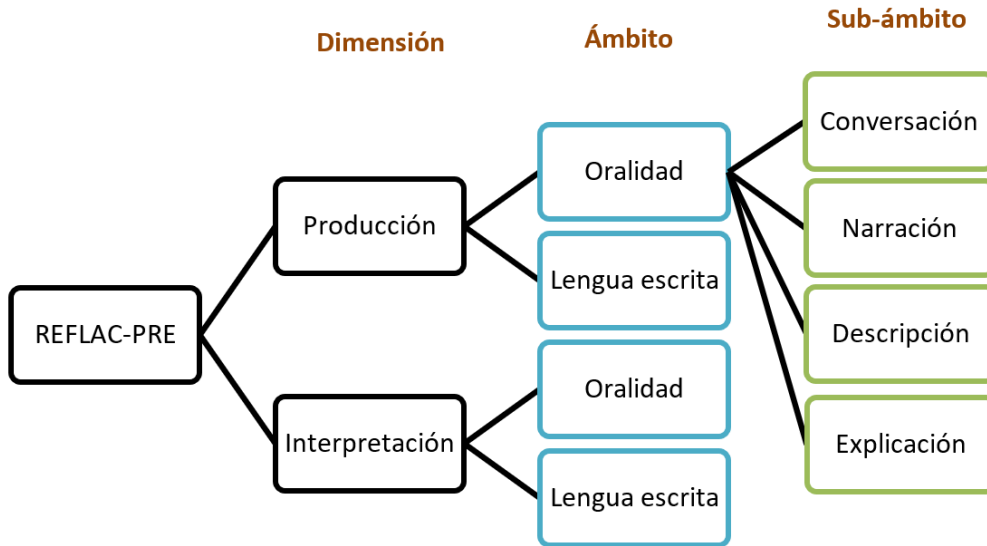 Dimensión
Ámbito
Sub-ámbito
REFLAC-PRE
Producción
Interpretación
Oralidad
Lengua escrita
Oralidad
Lengua escrita
Conversación
Narración
Descripción
Explicación